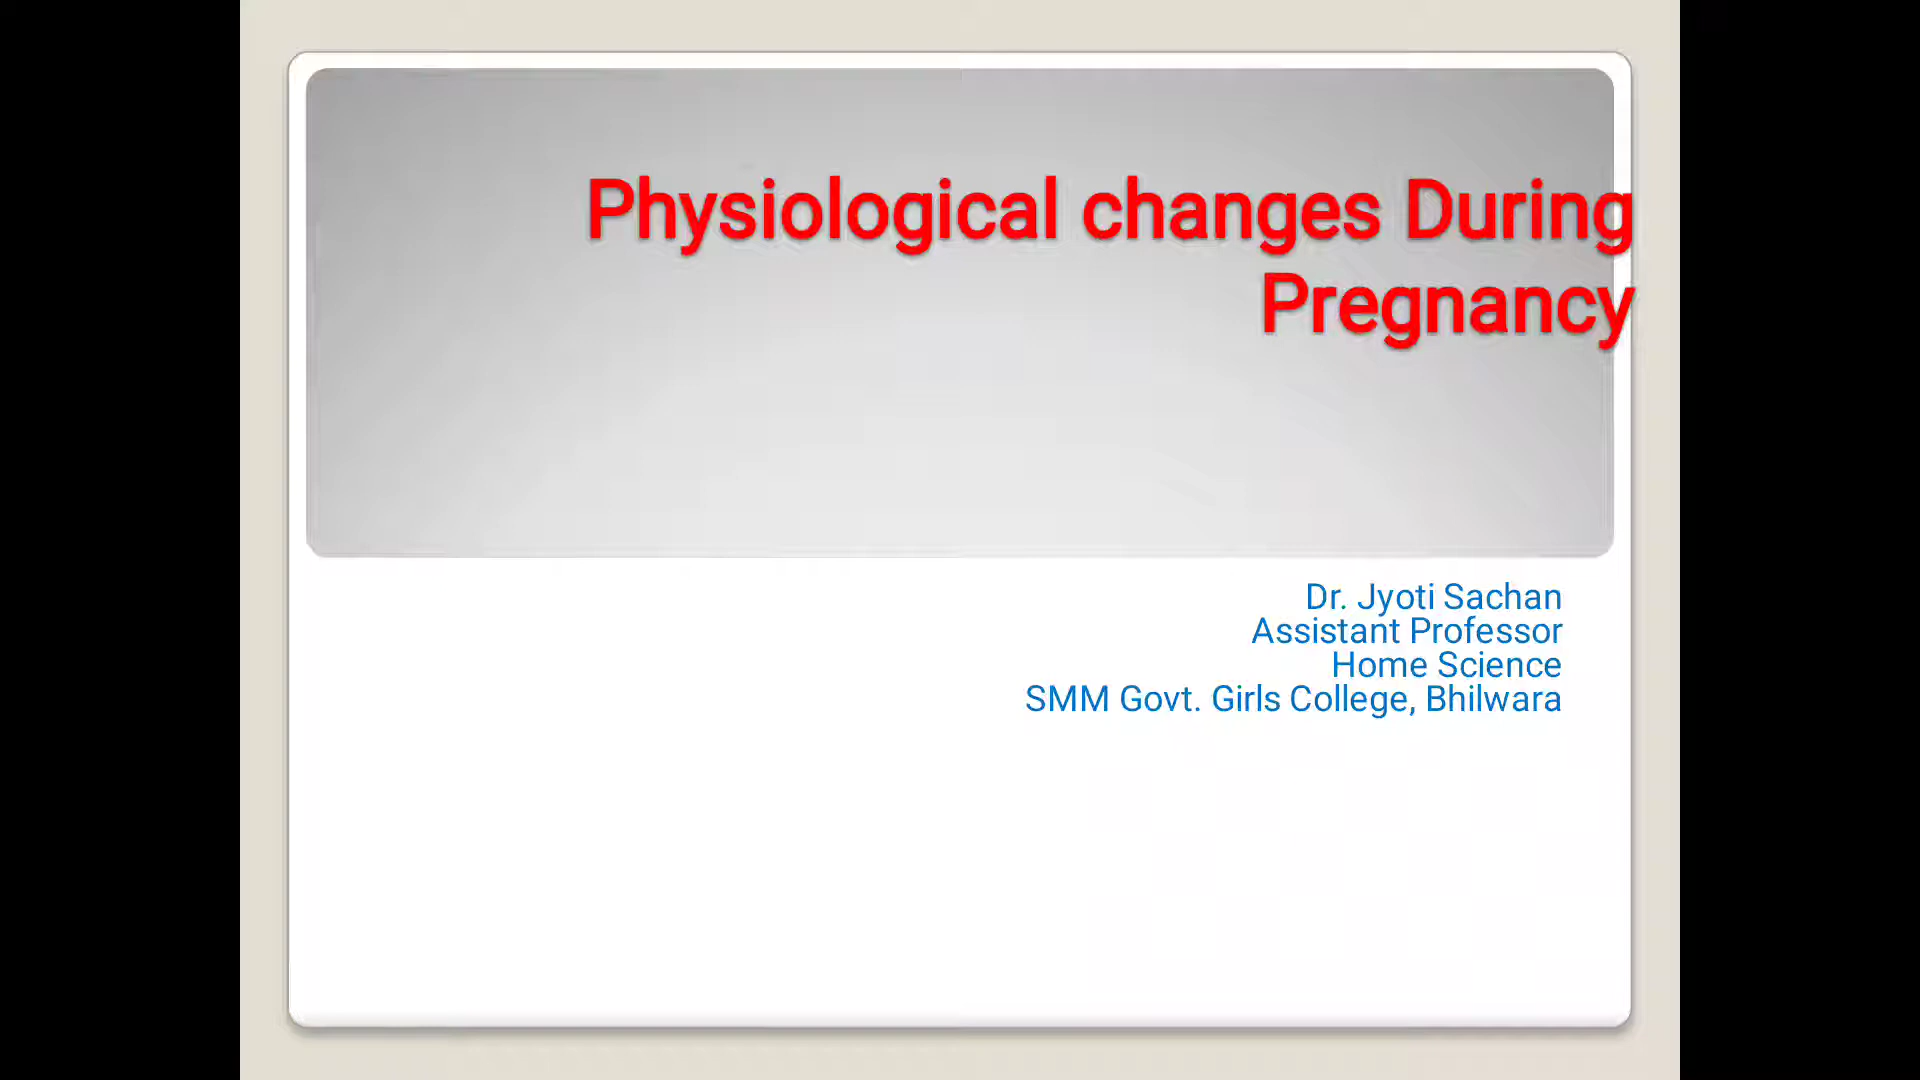 Physiological changes During
Pregnancy
Dr. Jyoti Sachan
Assistant Professor
Home Science
SMM Govt. Girls College, Bhilwara